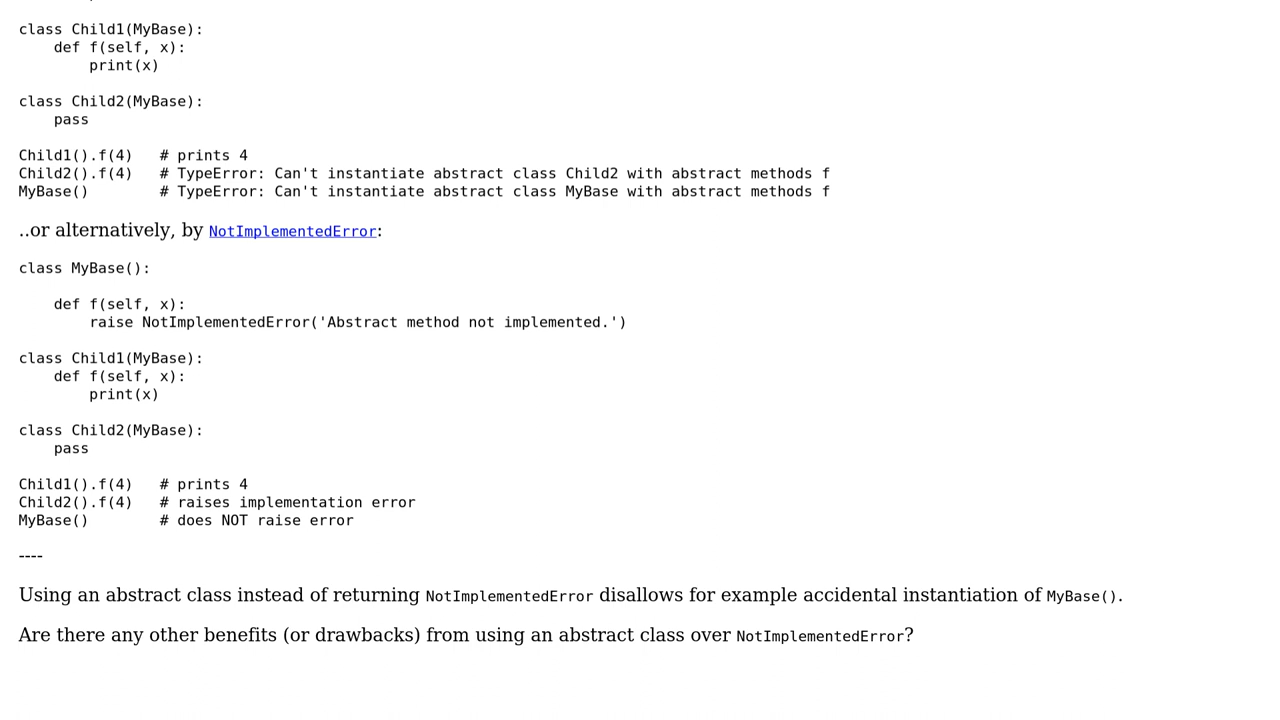 class Child1(MyBase):
    def f(self, x):
        print(x)

class Child2(MyBase):
    pass

Child1().f(4)   # prints 4
Child2().f(4)   # TypeError: Can't instantiate abstract class Child2 with abstract methods f
MyBase()        # TypeError: Can't instantiate abstract class MyBase with abstract methods f

..or alternatively, by NotImplementedError:

class MyBase():

    def f(self, x):
        raise NotImplementedError('Abstract method not implemented.')

class Child1(MyBase):
    def f(self, x):
        print(x)

class Child2(MyBase):
    pass

Child1().f(4)   # prints 4
Child2().f(4)   # raises implementation error
MyBase()        # does NOT raise error

----

Using an abstract class instead of returning NotImplementedError disallows for example accidental instantiation of MyBase().

Are there any other benefits (or drawbacks) from using an abstract class over NotImplementedError?